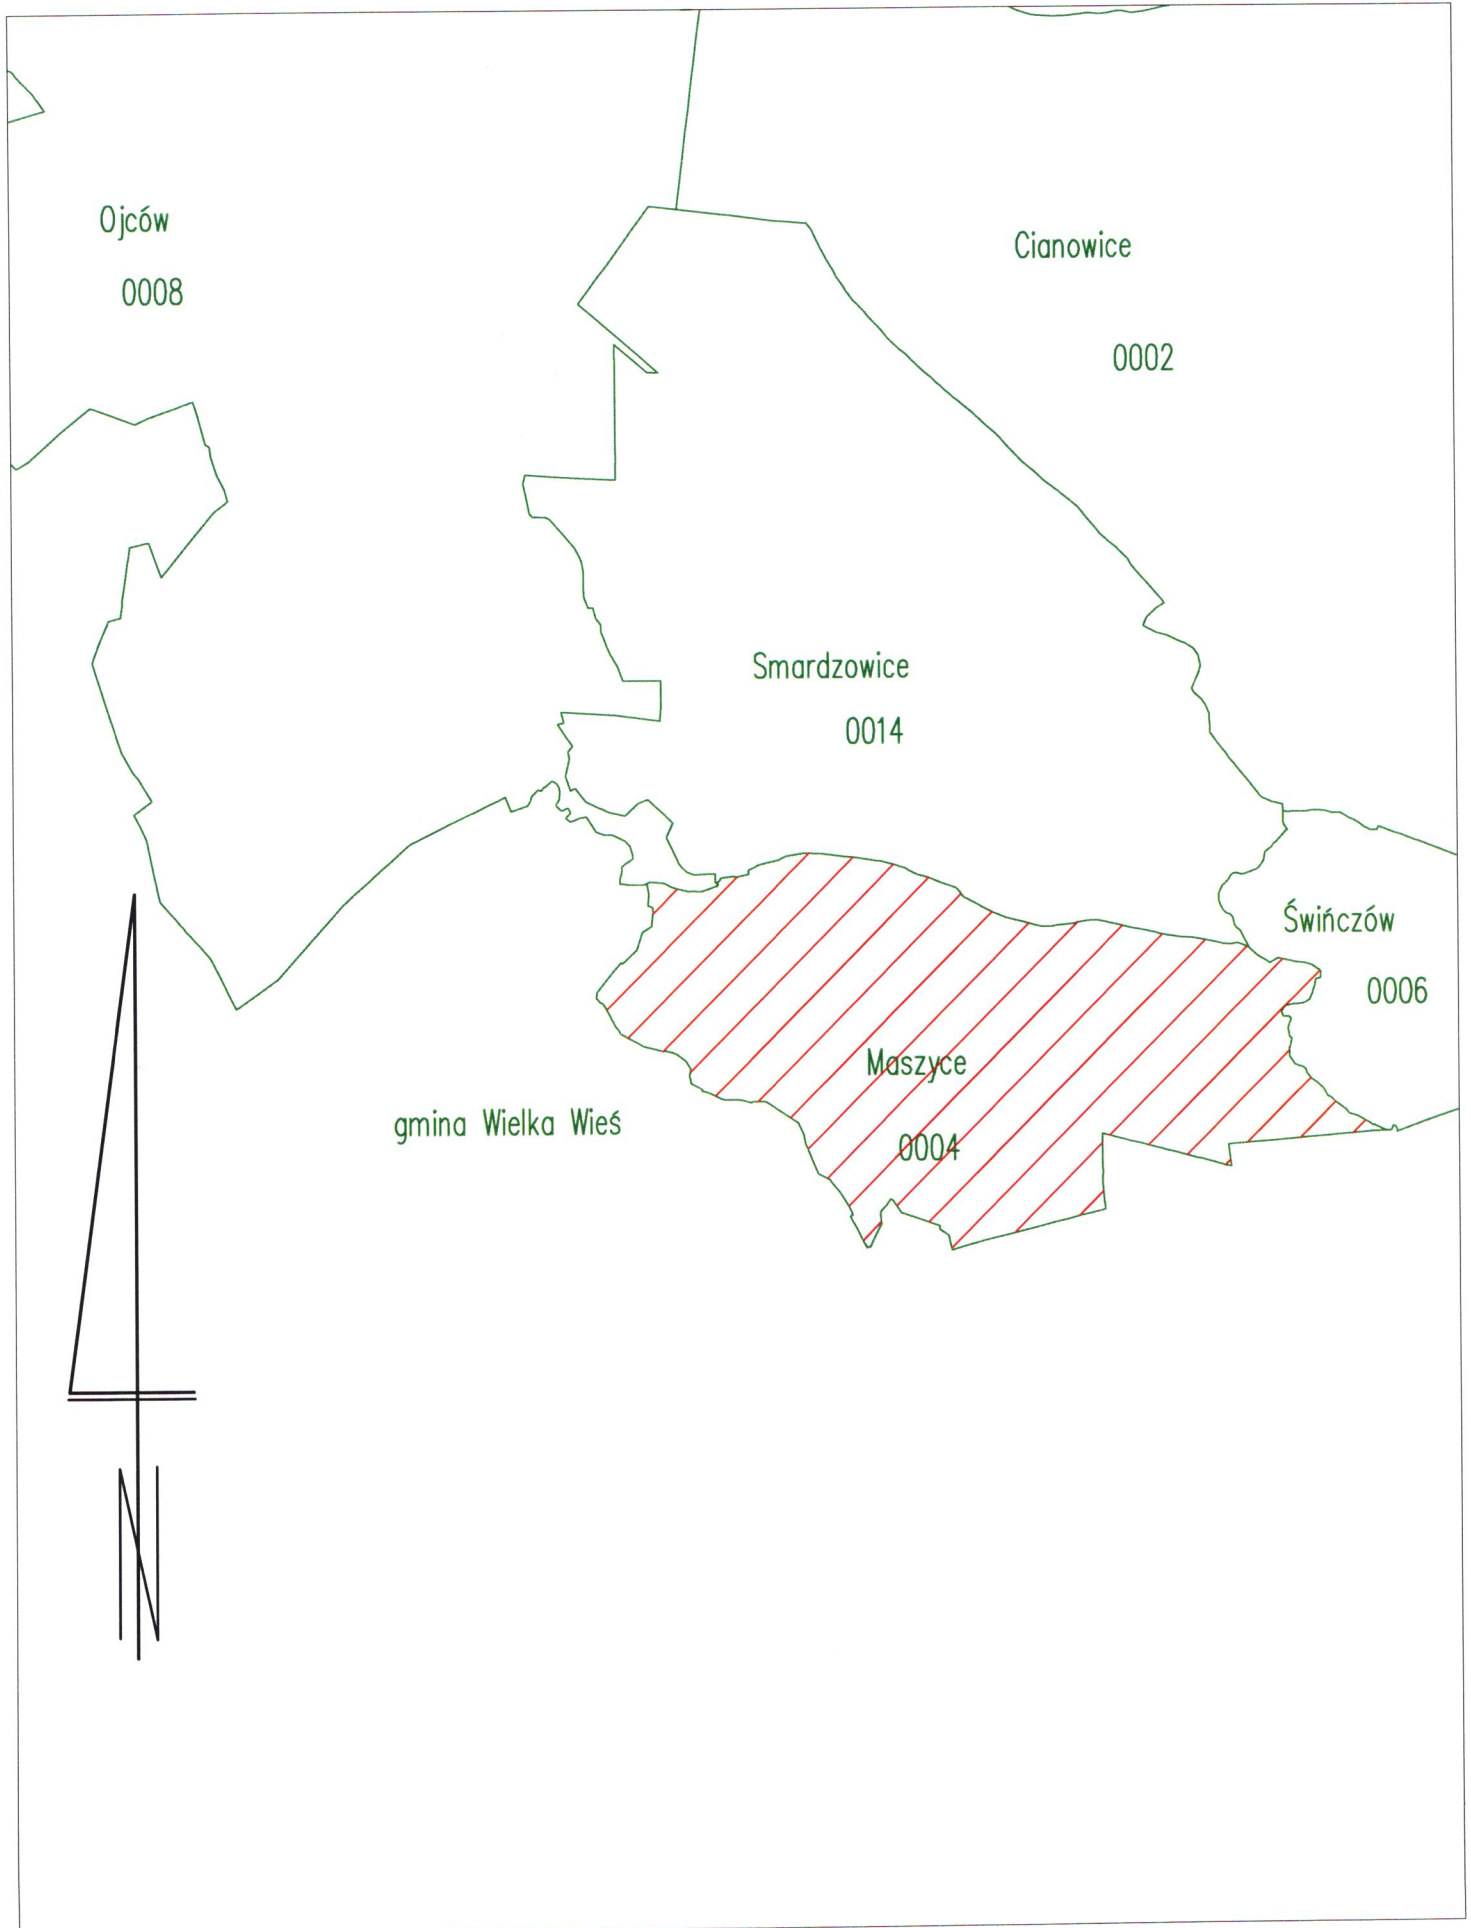 Ojców
0008
Cianowice
0002
Smardzowice
0014
Świńczów
0006
Maszyce
0004
gmina Wielka Wieś
N